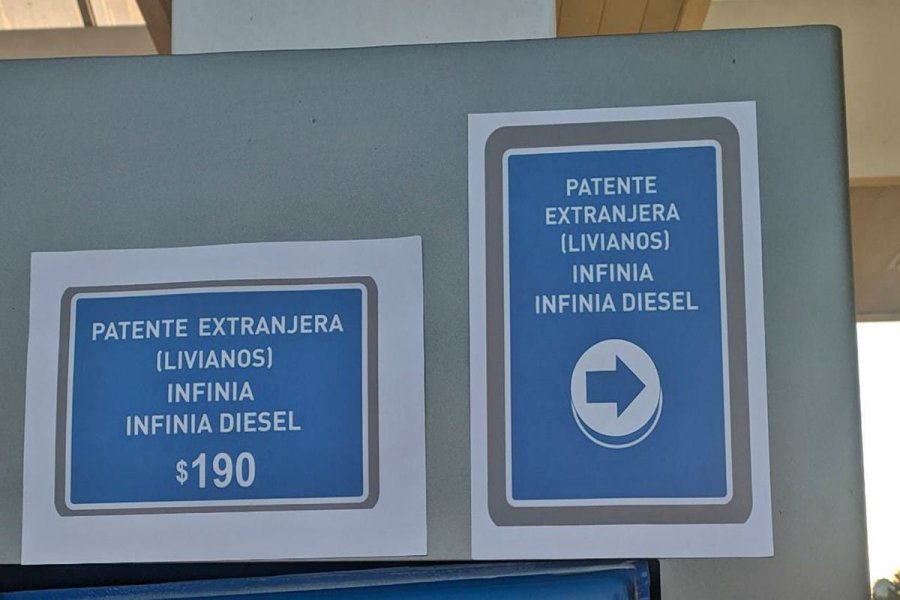 PATENTE EXTRANJERA
(LIVIANOS)
INFINIA
INFINIA DIESEL
$190
PATENTE
EXTRANJERA
(LIVIANOS)
INFINIA
INFINIA DIESEL